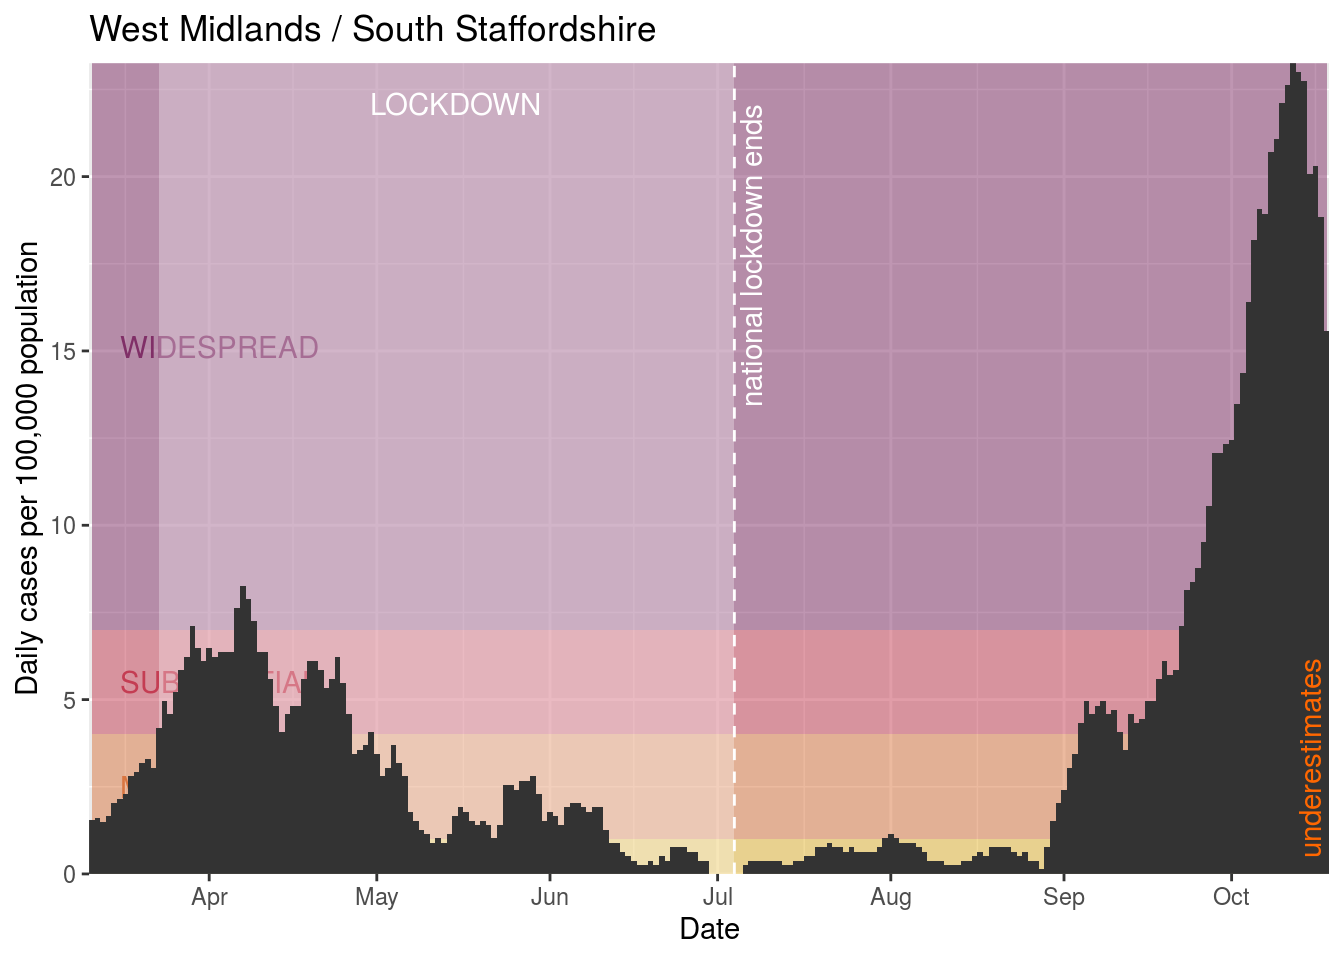 West Midlands / South Staffordshire
Daily cases per 100,000 population
20
15
10
5
0
LOCKDOWN
WIDESPREAD
national lockdown ends
underestimates
Apr
May
Jun
Jul
Aug
Sep
Oct
Date